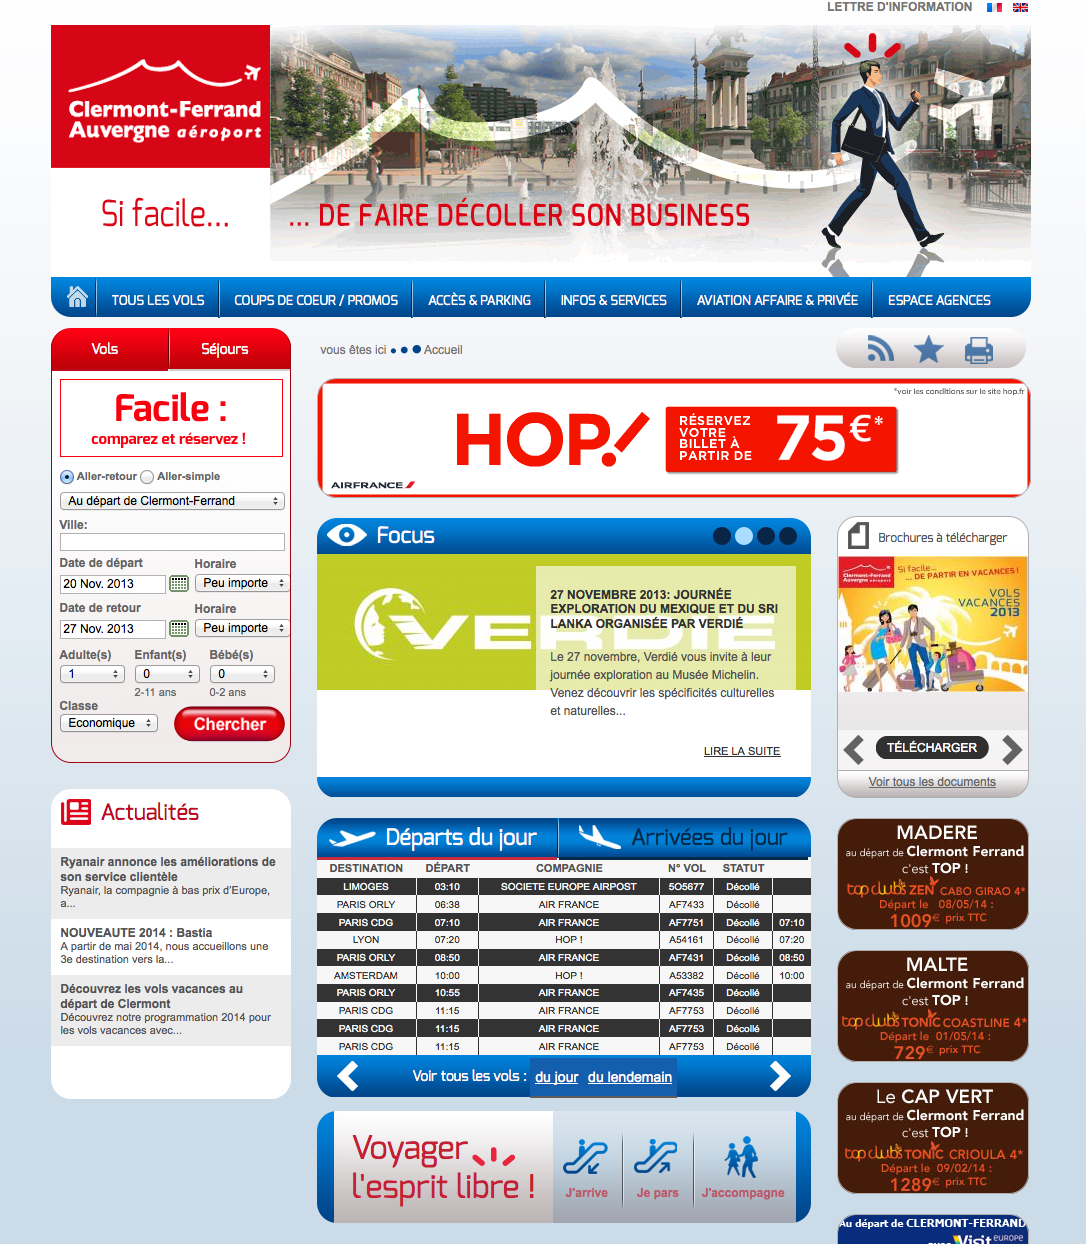 LETTRE D'INFORMATION
Clermont-Ferrand
Auvergne aéroport
Si facile...
... DE FAIRE DÉCOLLER SON BUSINESS
TOUS LES VOLS
COUPS DE COEUR / PROMOS
ACCÈS & PARKING
INFOS & SERVICES
AVIATION AFFAIRE & PRIVÉE
ESPACE AGENCES
Vols
Séjours
Facile :
comparez et réservez !
Aller-retour Aller-simple
Au départ de Clermont-Ferrand
Ville:
Date de départ Horaire
20 Nov. 2013 Peu importe
Date de retour Horaire
27 Nov. 2013 Peu importe
Adulte(s) Enfant(s) Bébé(s)
1 0 0
2-11 ans 0-2 ans
Classe
Economique
Chercher
Actualités
Ryanair annonce les améliorations de
son service clientèle
Ryanair, la compagnie à bas prix d'Europe,
a...
NOUVEAUTE 2014 : Bastia
A partir de mai 2014, nous accueillons une
3e destination vers la...
Découvrez les vols vacances au
départ de Clermont
Découvrez notre programmation 2014 pour
les vols vacances avec...
vous êtes ici Accueil
*voir les conditions sur le site hop.fr
HOP!
RÉSERVEZ
VOTRE
BILLET À
PARTIR DE
75€*
AIRFRANCE
Focus
VERDIÉ
27 NOVEMBRE 2013: JOURNÉE
EXPLORATION DU MEXIQUE ET DU SRI
LANKA ORGANISÉE PAR VERDIÉ
Le 27 novembre, Verdié vous invite à leur
journée exploration au Musée Michelin.
Venez découvrir les spécificités culturelles
et naturelles...
LIRE LA SUITE
Départs du jour
Arrivées du jour
DESTINATION DÉPART COMPAGNIE N° VOL STATUT
LIMOGES 03:10 SOCIETE EUROPE AIRPOST 5O5677 Décollé
PARIS ORLY 06:38 AIR FRANCE AF7433 Décollé
PARIS CDG 07:10 AIR FRANCE AF7751 Décollé 07:10
LYON 07:20 HOP ! A54161 Décollé 07:20
PARIS ORLY 08:50 AIR FRANCE AF7431 Décollé 08:50
AMSTERDAM 10:00 HOP ! A53382 Décollé 10:00
PARIS ORLY 10:55 AIR FRANCE AF7435 Décollé
PARIS CDG 11:15 AIR FRANCE AF7753 Décollé
PARIS CDG 11:15 AIR FRANCE AF7753 Décollé
PARIS CDG 11:15 AIR FRANCE AF7753 Décollé
Voir tous les vols : du jour du lendemain
Voyager
l'esprit libre !
J'arrive
Je pars
J'accompagne
Brochures à télécharger
Clermont-Ferrand
Auvergne aéroport
Si facile...
... DE PARTIR EN VACANCES !
VOLS
VACANCES
2013
TÉLÉCHARGER
Voir tous les documents
MADERE
au départ de Clermont Ferrand
c'est TOP !
top clubs ZEN CABO GIRAO 4*
Départ le 08/05/14 :
1009€ prix TTC
MALTE
au départ de Clermont Ferrand
c'est TOP !
top clubs TONIC COASTLINE 4*
Départ le 01/05/14 :
729€ prix TTC
Le CAP VERT
au départ de Clermont Ferrand
c'est TOP !
top clubs TONIC CRIOULA 4*
Départ le 09/02/14 :
1289€ prix TTC
Au départ de CLERMONT-FERRAND
avec Visit EUROPE